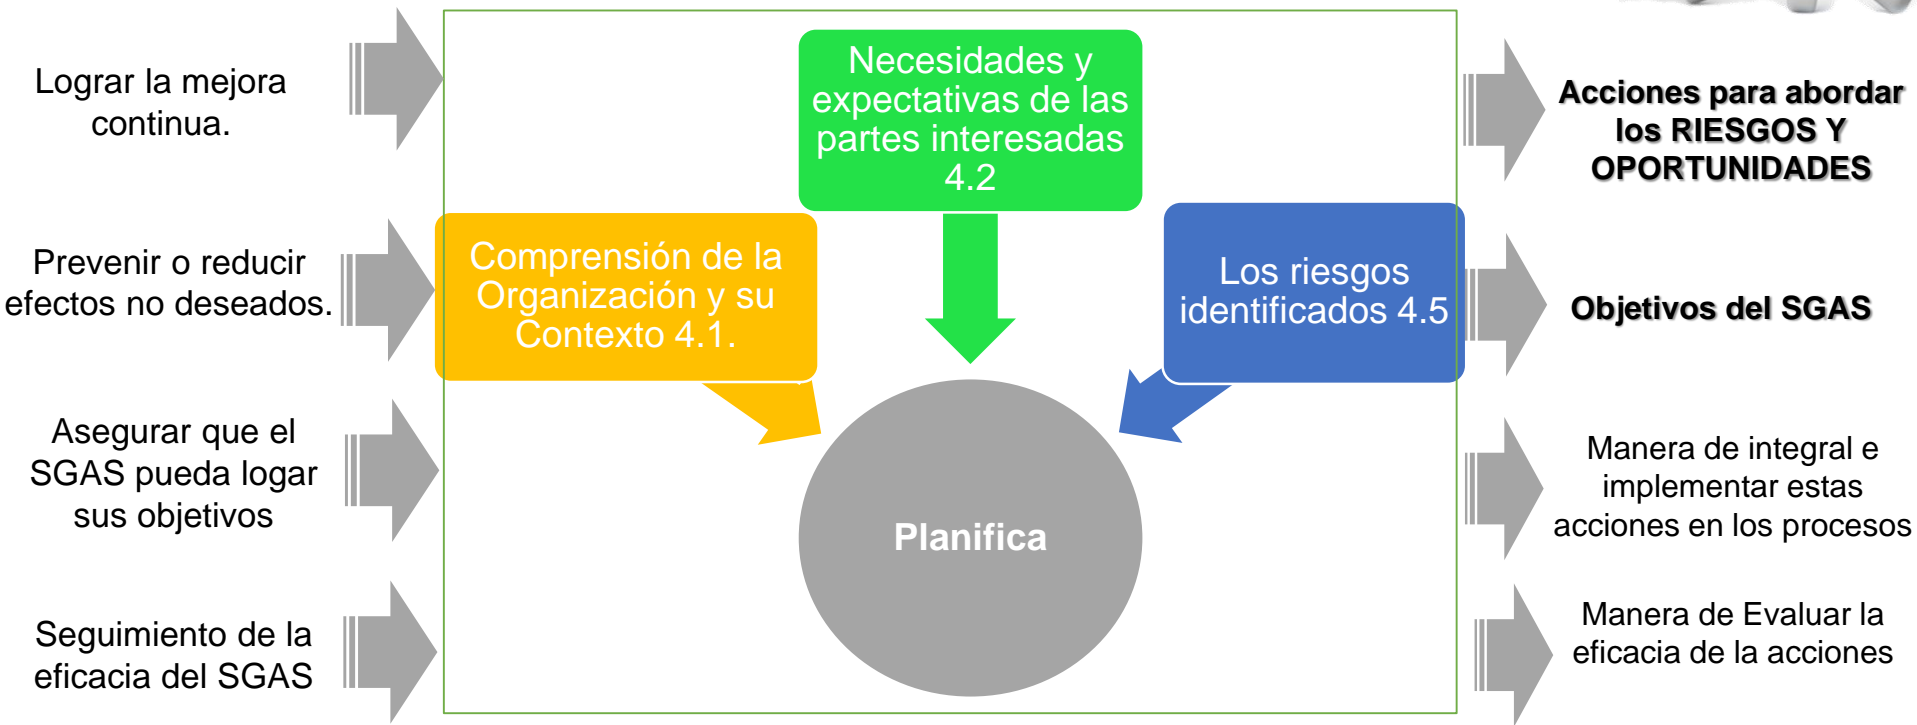 Lograr la mejora
continua.
Prevenir o reducir
efectos no deseados.
Asegurar que el
SGAS pueda logar
sus objetivos
Seguimiento de la
eficacia del SGAS
Necesidades y
expectativas de las
partes interesadas
4.2
Comprensión de la
Organización y su
Contexto 4.1.
Los riesgos
identificados 4.5
Planifica
Acciones para abordar
los RIESGOS Y
OPORTUNIDADES
Objetivos del SGAS
Manera de integral e
implementar estas
acciones en los procesos
Manera de Evaluar la
eficacia de la acciones